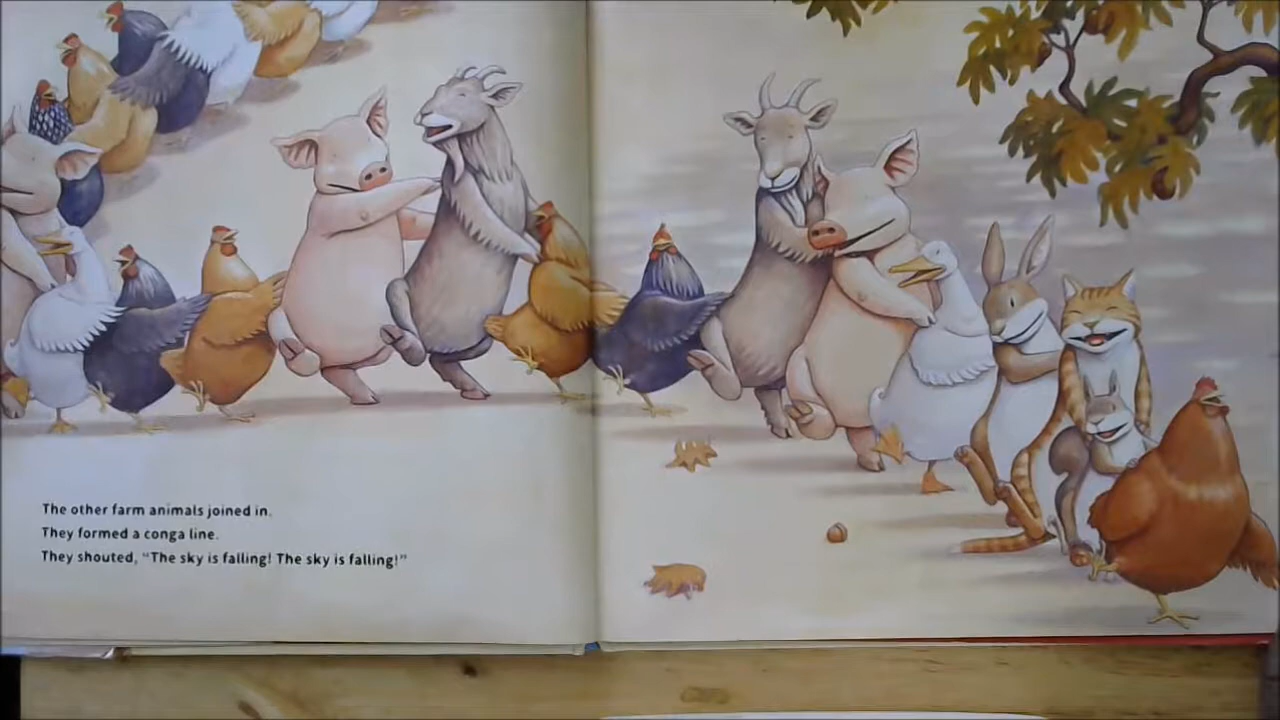 The other farm animals joined in.
They formed a conga line.
They shouted, “The sky is falling! The sky is falling!”